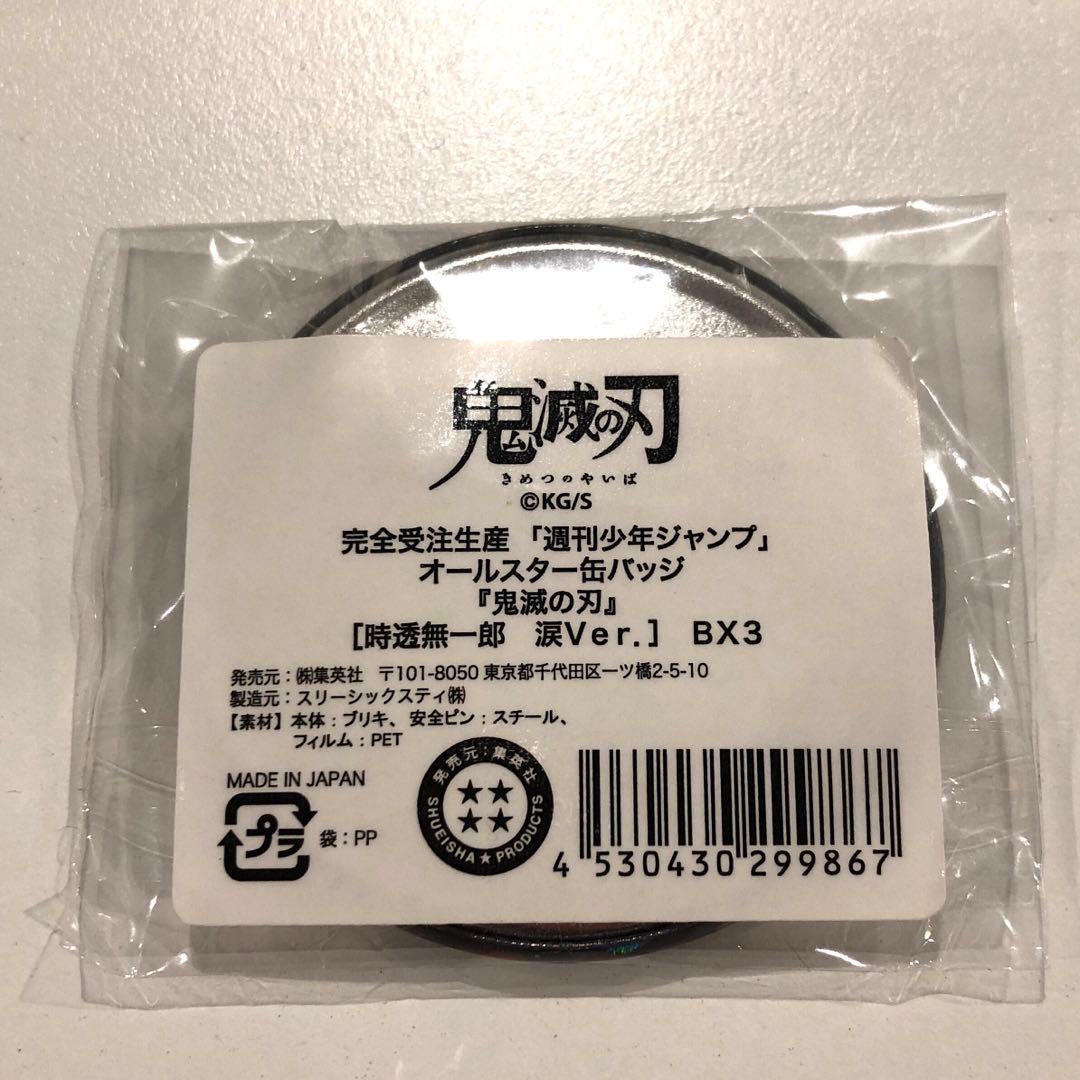 鬼滅の刃
きめつのやいば
©KG/S
完全受注生産 「週刊少年ジャンプ」
オールスター缶バッジ
『鬼滅の刃』
［時透無一郎　涙Ver.］　BX3
発売元：㈱集英社　〒101-8050 東京都千代田区一ツ橋2-5-10
製造元：スリーシックスティ㈱
【素材】本体：ブリキ、安全ピン：スチール、
フィルム：PET
MADE IN JAPAN
プラ
袋：PP
発売元：集英社
SHUEISHA★PRODUCTS
4 530430 299867